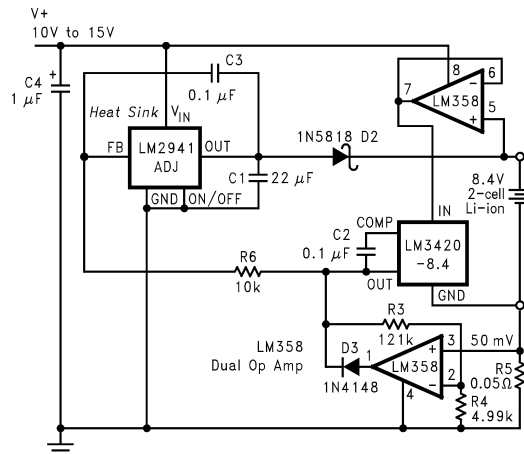 V+
10V to 15V
C3
0.1 µF
C4
1 µF
+
Heat Sink
V_IN
FB
LM2941
ADJ
OUT
GND
ON/OFF
C1
22 µF
1N5818 D2
8
6
7
5
−
+
LM358
8.4V
2-cell
Li-ion
IN
COMP
C2
0.1 µF
LM3420
-8.4
OUT
GND
R6
10k
R3
121k
LM358
Dual Op Amp
D3
1N4148
1
3
2
4
+
−
LM358
50 mV
R5
0.05Ω
R4
4.99k